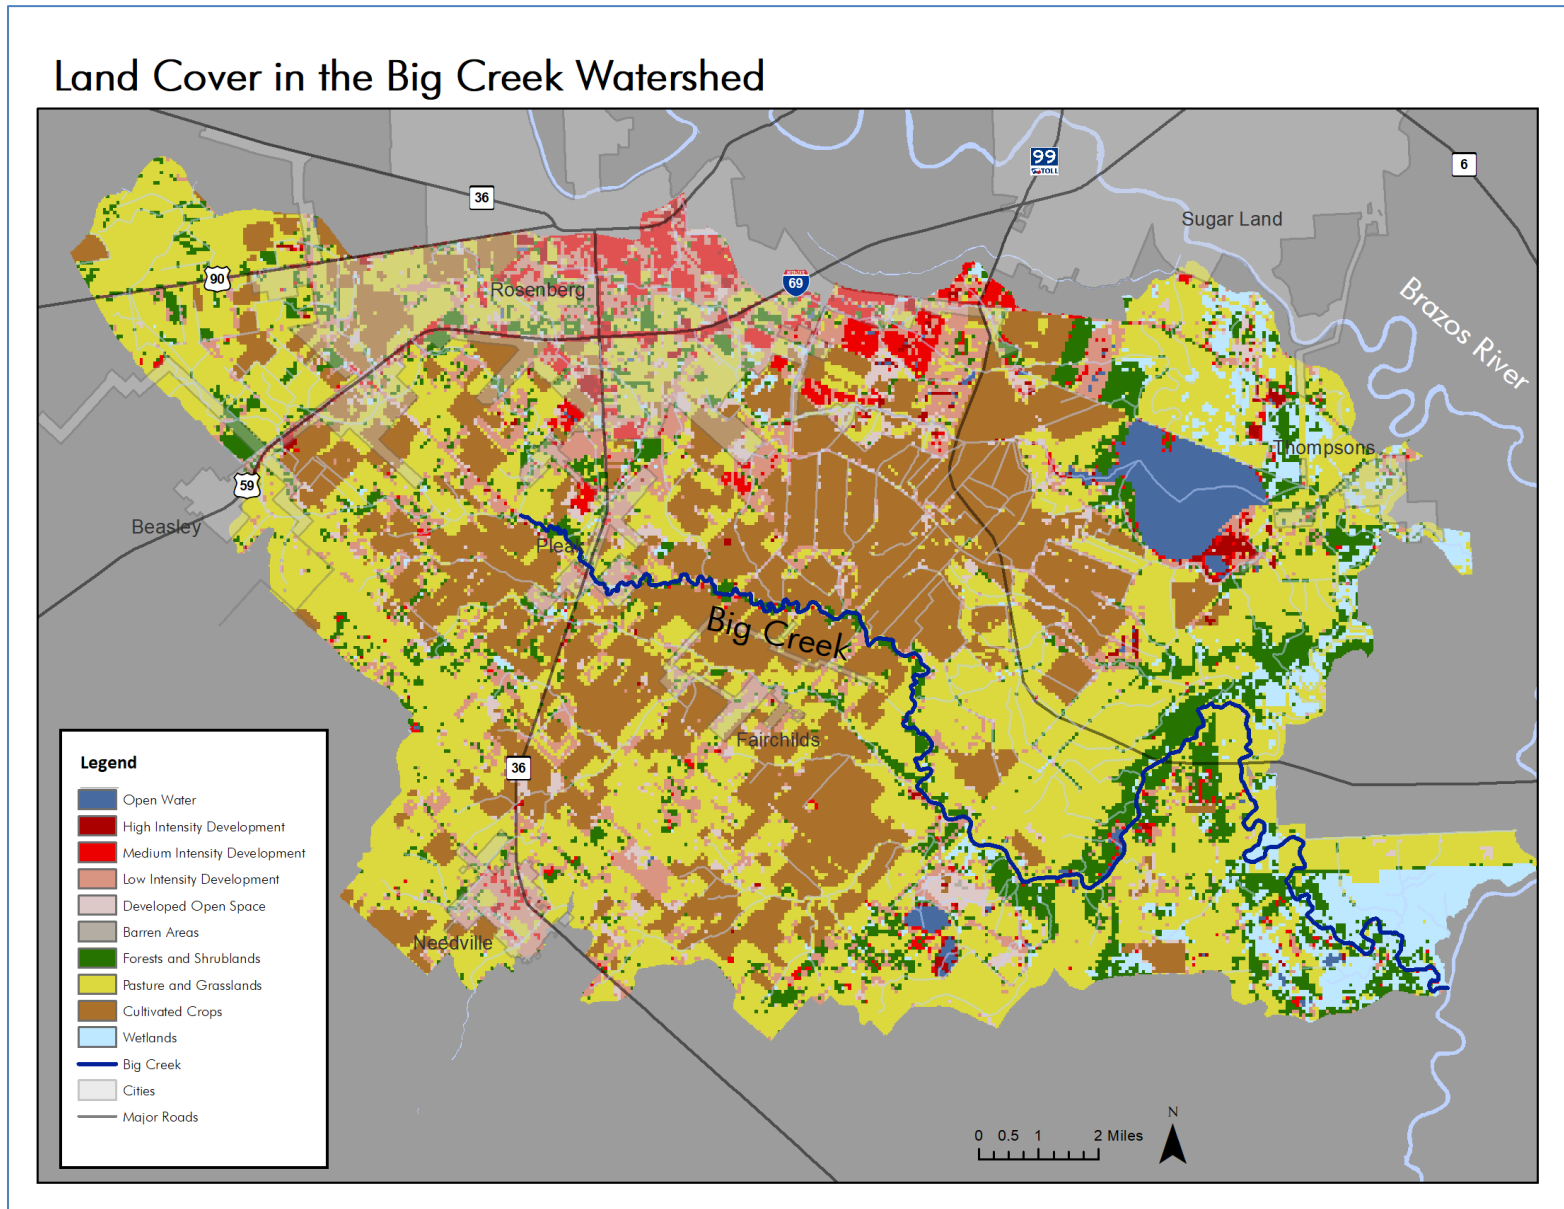 Land Cover in the Big Creek Watershed
99
TOLL
6
36
Sugar Land
90
69
Rosenberg
Brazos River
Thompsons
59
Beasley
Plea
Big Creek
Fairchilds
36
Needville
Legend
Open Water
High Intensity Development
Medium Intensity Development
Low Intensity Development
Developed Open Space
Barren Areas
Forests and Shrublands
Pasture and Grasslands
Cultivated Crops
Wetlands
Big Creek
Cities
Major Roads
N
0 0.5 1 2 Miles